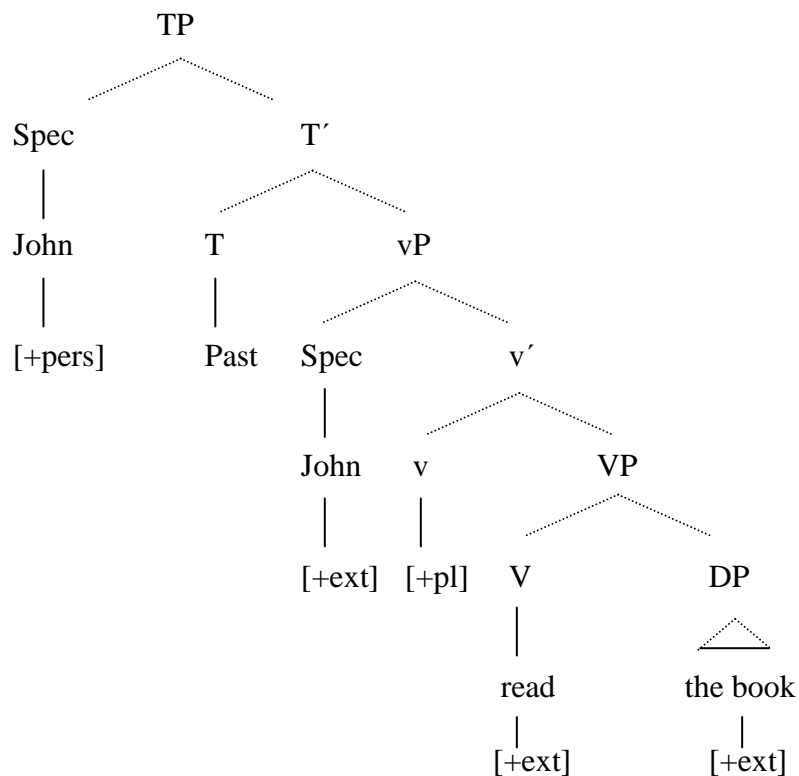 TP
Spec T´
John T vP
[+pers] Past Spec v´
John v VP
[+ext] [+pl] V DP
read the book
[+ext] [+ext]